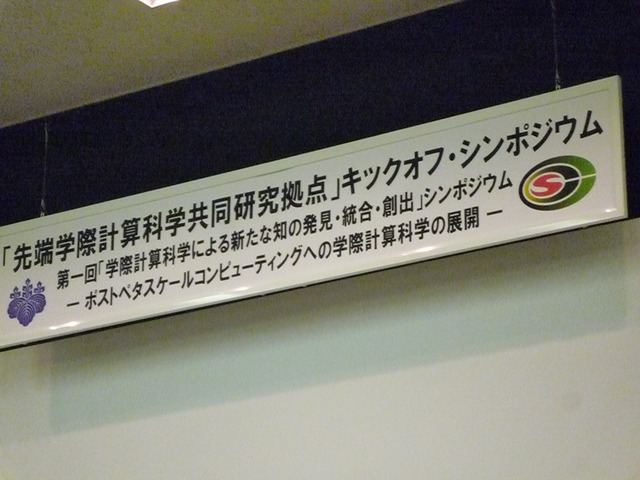 「先端学際計算科学共同研究拠点」キックオフ・シンポジウム
第一回「学際計算科学による新たな知の発見・統合・創出」シンポジウム
－ ポストペタスケールコンピューティングへの学際計算科学の展開 －
S